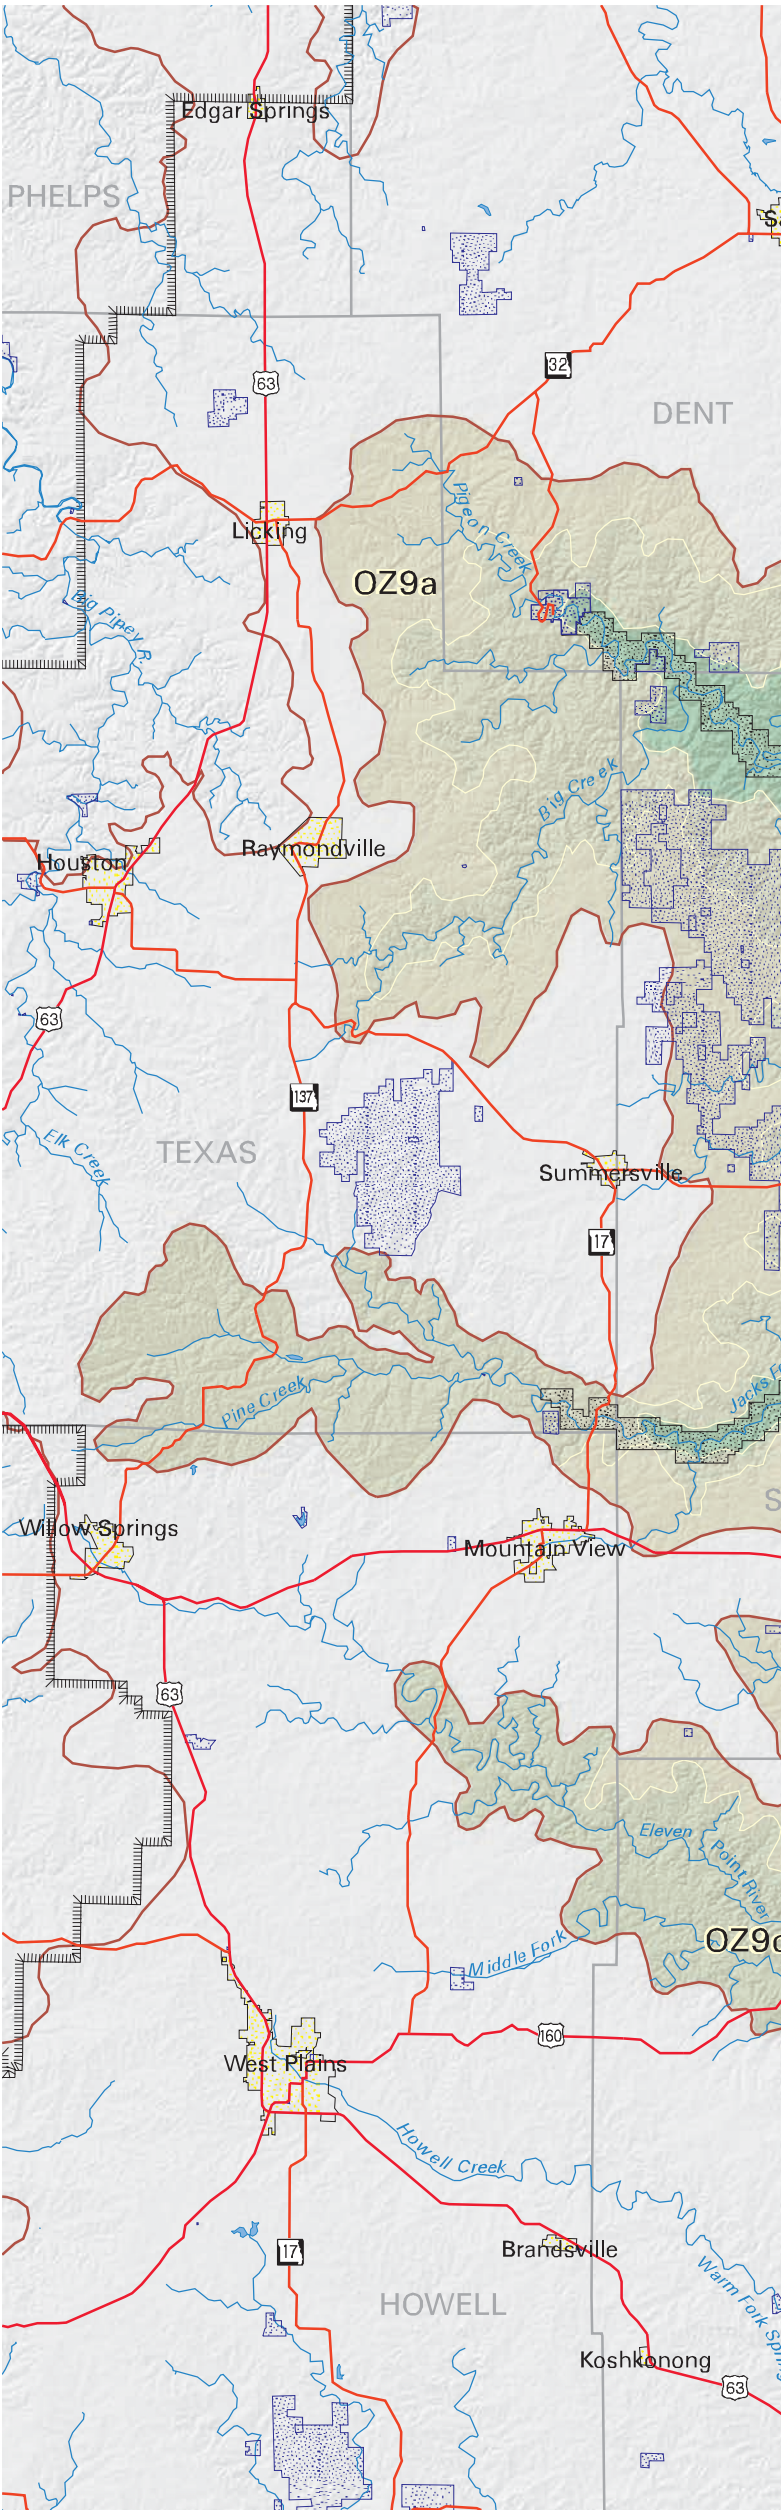 Edgar Springs
PHELPS
Sa
32
63
DENT
Pigeon Creek
Licking
OZ9a
Big Piney R.
Big Creek
Raymondville
Houston
63
137
Elk Creek
TEXAS
Summersville
17
Jacks Fo
Pine Creek
S
Willow Springs
Mountain View
63
Eleven Point River
OZ9c
Middle Fork
160
West Plains
Howell Creek
17
Brandsville
Warm Fork Spring
HOWELL
Koshkonong
63